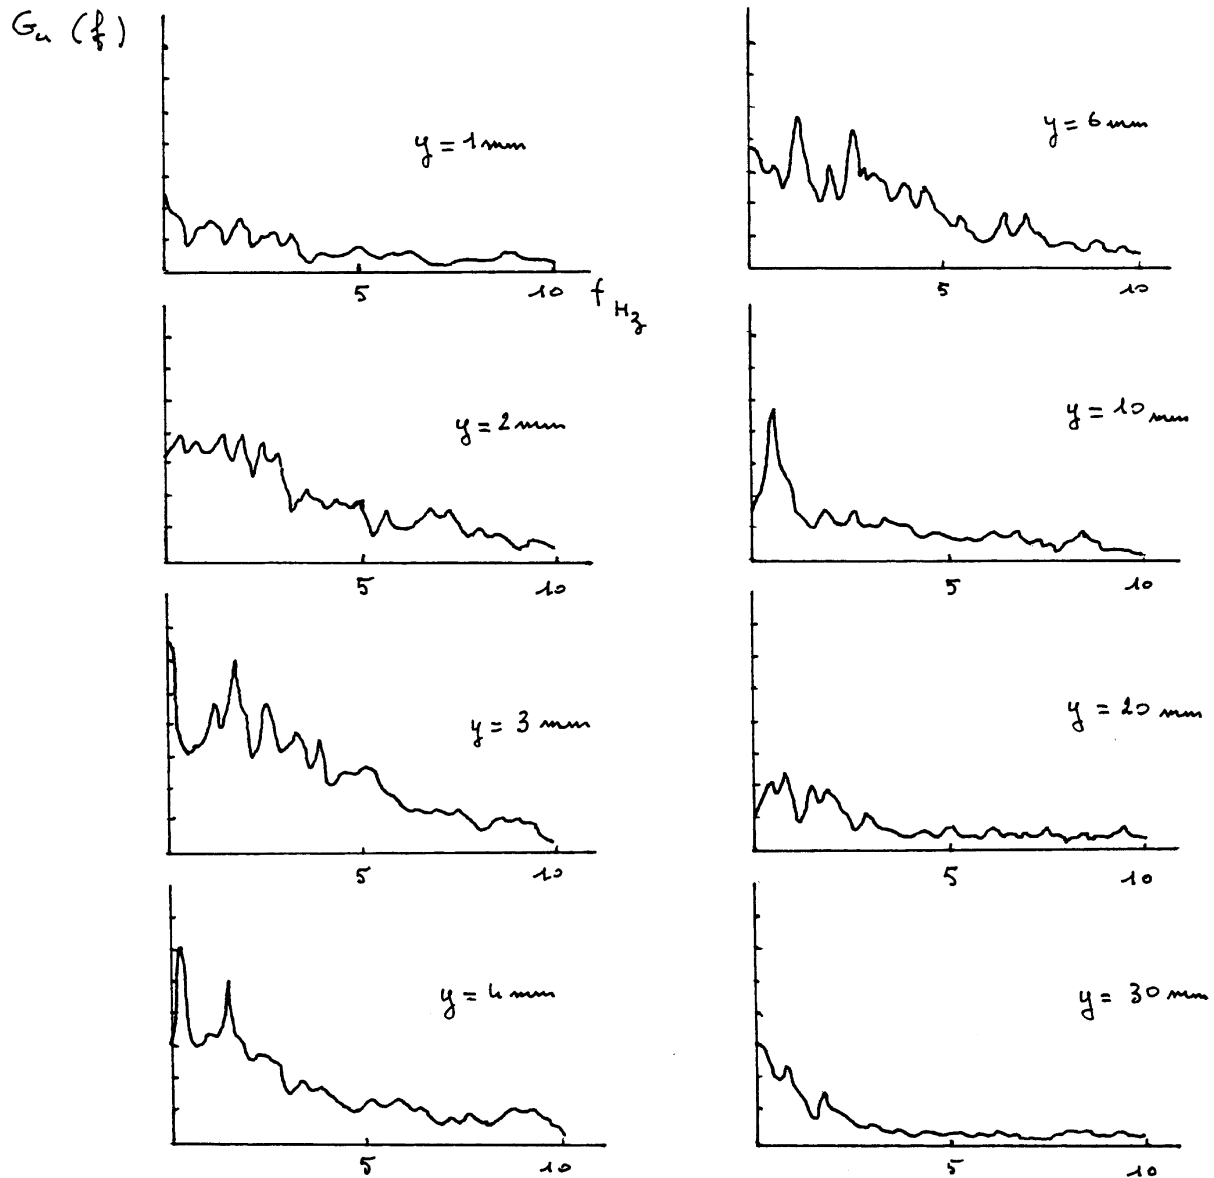 Gu (f)
y = 1 mm
5 10 f Hz
y = 2 mm
5 10
y = 3 mm
5 10
y = 4 mm
5 10
y = 6 mm
5 10
y = 10 mm
5 10
y = 20 mm
5 10
y = 30 mm
5 10